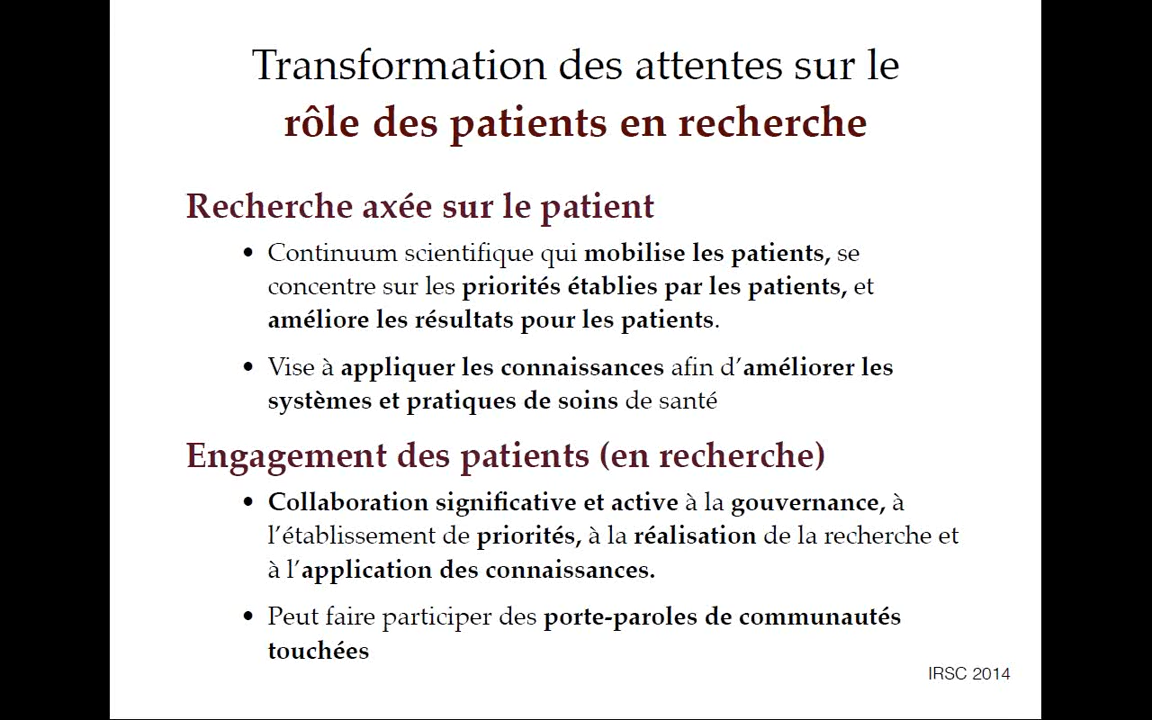 Transformation des attentes sur le
rôle des patients en recherche
Recherche axée sur le patient
• Continuum scientifique qui mobilise les patients, se
concentre sur les priorités établies par les patients, et
améliore les résultats pour les patients.
• Vise à appliquer les connaissances afin d'améliorer les
systèmes et pratiques de soins de santé
Engagement des patients (en recherche)
• Collaboration significative et active à la gouvernance, à
l'établissement de priorités, à la réalisation de la recherche et
à l'application des connaissances.
• Peut faire participer des porte-paroles de communautés
touchées
IRSC 2014